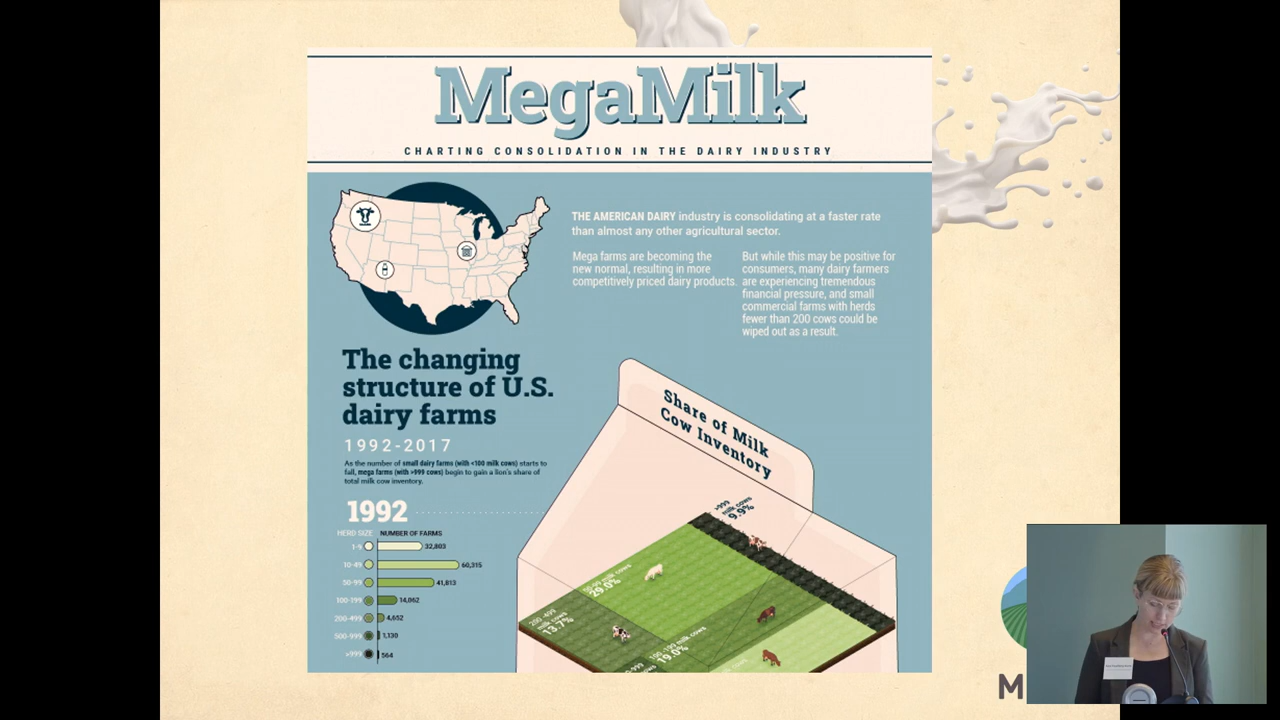 MegaMilk
CHARTING CONSOLIDATION IN THE DAIRY INDUSTRY
THE AMERICAN DAIRY industry is consolidating at a faster rate
than almost any other agricultural sector.
Mega farms are becoming the
new normal, resulting in more
competitively priced dairy products.
But while this may be positive for
consumers, many dairy farmers
are experiencing tremendous
financial pressure, and small
commercial farms with herds
fewer than 200 cows could be
wiped out as a result.
The changing
structure of U.S.
dairy farms
1992-2017
As the number of small dairy farms (with <100 milk cows) starts to
fall, mega farms (with >999 cows) begin to gain a lion's share of
total milk cow inventory.
1992
HERD SIZE NUMBER OF FARMS
1-9 32,803
10-49 60,315
50-99 41,813
100-199 14,062
200-499 4,652
500-999 1,130
>999 564
Share of Milk
Cow Inventory
>999
milk cows
9.9%
50-99 milk cows
29.0%
200-499
milk cows
13.7%
100-199 milk cows
19.0%
milk cows
M